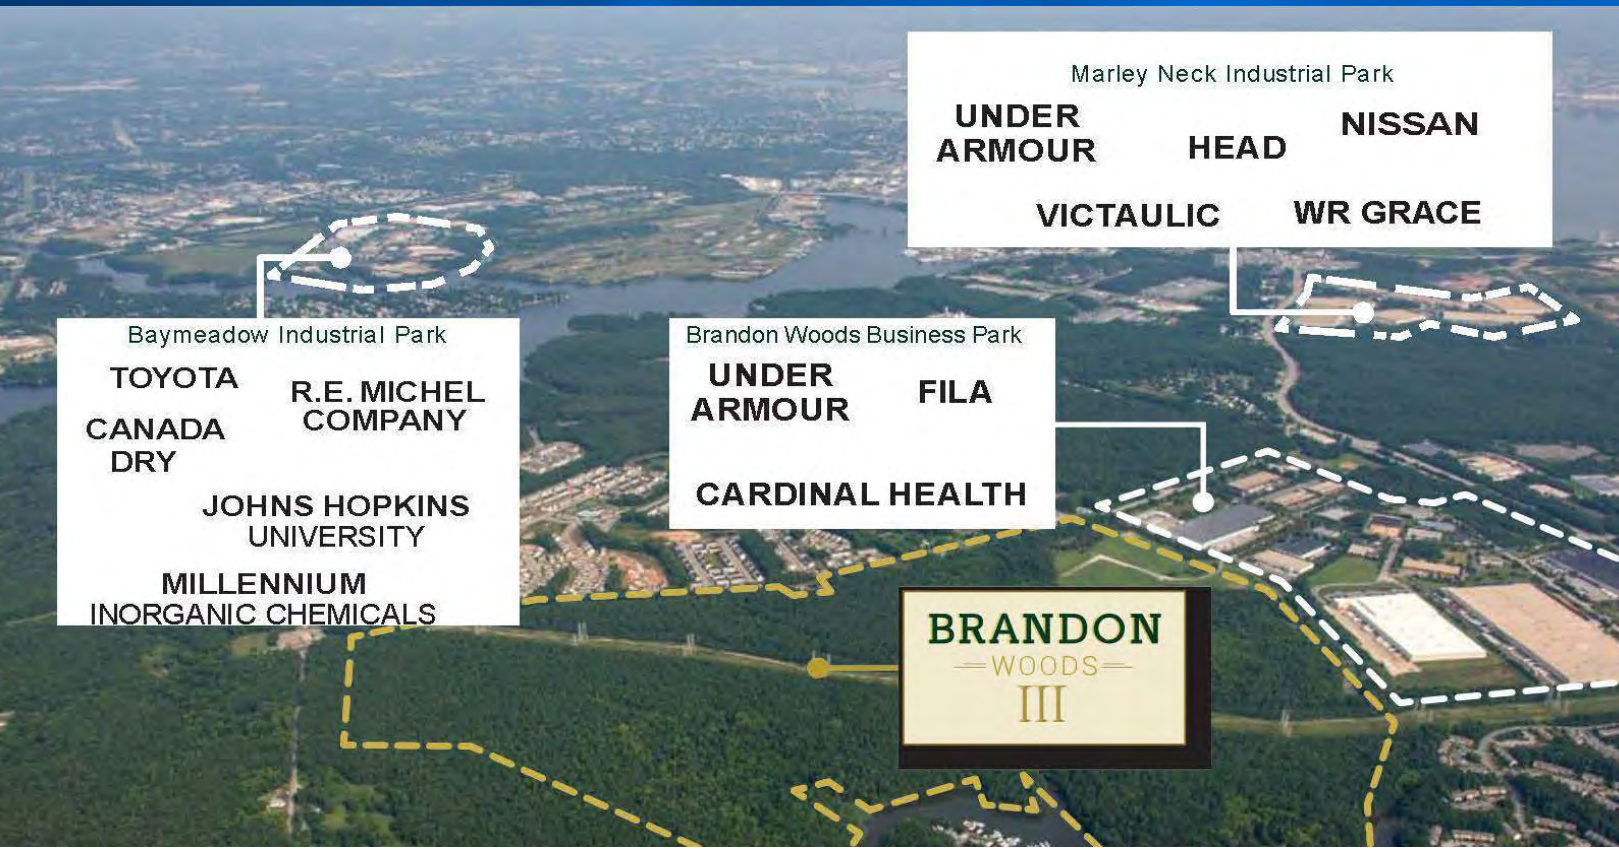 Marley Neck Industrial Park
UNDER
ARMOUR
HEAD
NISSAN
VICTAULIC
WR GRACE
Baymeadow Industrial Park
TOYOTA
R.E. MICHEL
COMPANY
CANADA
DRY
JOHNS HOPKINS
UNIVERSITY
MILLENNIUM
INORGANIC CHEMICALS
Brandon Woods Business Park
UNDER
ARMOUR
FILA
CARDINAL HEALTH
BRANDON
WOODS
III